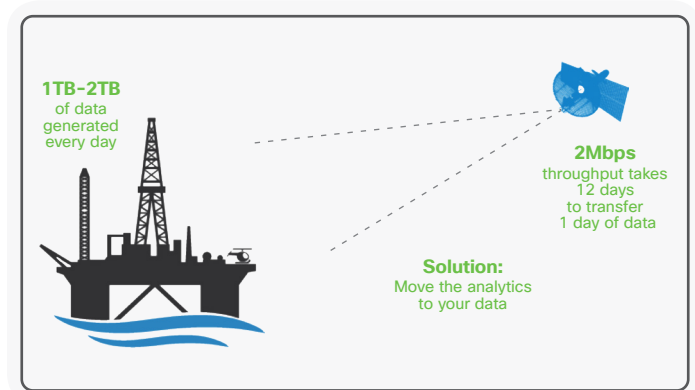 1TB-2TB
of data
generated
every day
2Mbps
throughput takes
12 days
to transfer
1 day of data
Solution:
Move the analytics
to your data